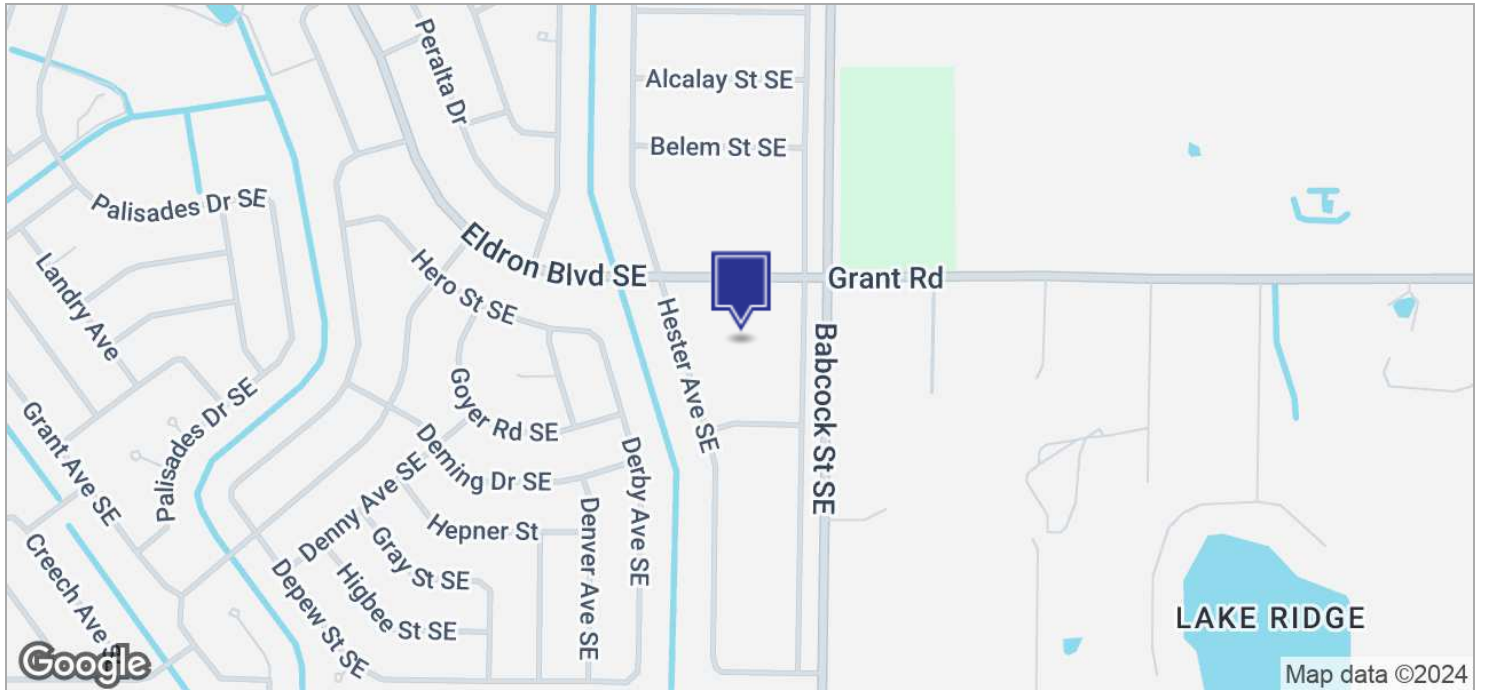 Peralta Dr
Alcalay St SE
Belem St SE
Palisades Dr SE
Eldron Blvd SE
Grant Rd
Landry Ave
Hero St SE
Hester Ave SE
Babcock St SE
Goyer Rd SE
Palisades Dr SE
Grant Ave SE
Deming Dr SE
Derby Ave SE
Denny Ave SE
Hepner St
Denver Ave SE
Gray St SE
Creech Ave SE
Depew St SE
Higbee St SE
LAKE RIDGE
Google
Map data ©2024